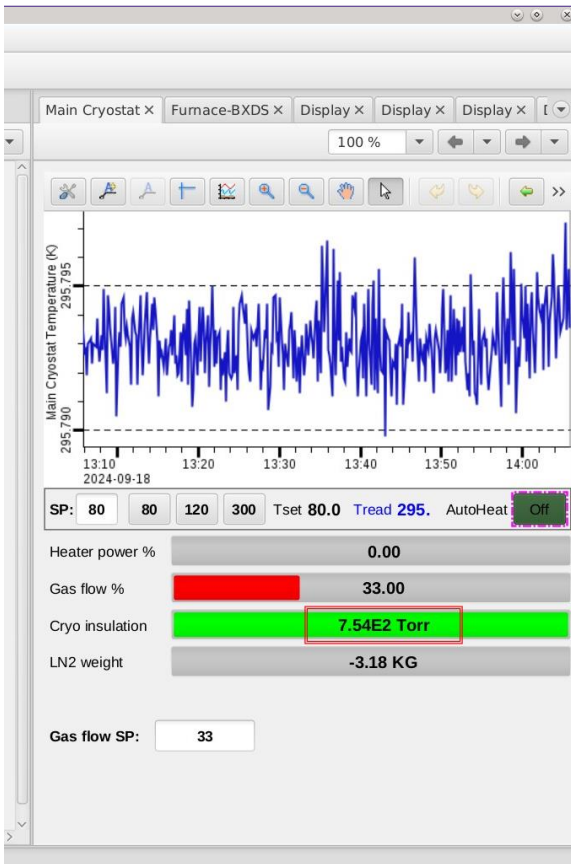 Main Cryostat Furnace-BXDS Display Display Display
100 %
Main Cryostat Temperature (K)
295.795
295.790
13:10 13:20 13:30 13:40 13:50 14:00
2024-09-18
SP: 80 80 120 300 Tset 80.0 Tread 295. AutoHeat Off
Heater power % 0.00
Gas flow % 33.00
Cryo insulation 7.54E2 Torr
LN2 weight -3.18 KG
Gas flow SP: 33